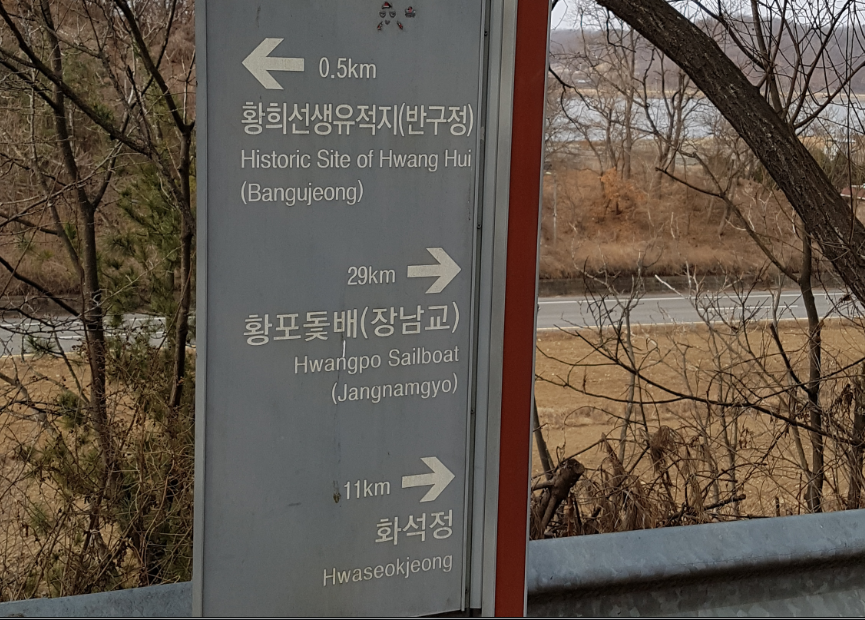 0.5km
황희선생유적지(반구정)
Historic Site of Hwang Hui
(Bangujeong)
29km
황포돛배(장남교)
Hwangpo Sailboat
(Jangnamgyo)
11km
화석정
Hwaseokjeong